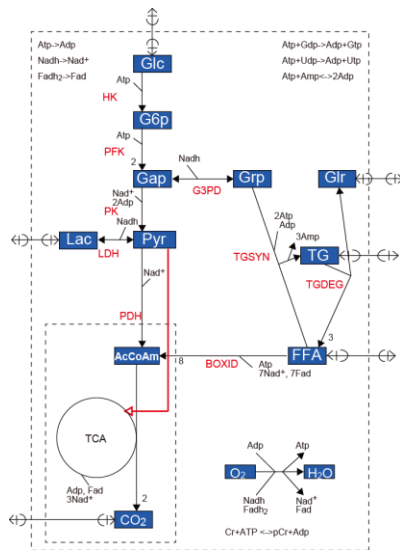 Atp->Adp
Nadh->Nad+
Fadh2->Fad
Atp+Gdp->Adp+Gtp
Atp+Udp->Adp+Utp
Atp+Amp<->2Adp
Glc
Atp
HK
G6p
Atp
PFK
2
Gap
Nadh
G3PD
Grp
Glr
Nad+
2Adp
PK
Nadh
Lac
LDH
Pyr
2Atp
Adp
3Amp
TG
TGSYN
TGDEG
Nad+
PDH
3
AcCoAm
8
BOXID
FFA
Atp
7Nad+, 7Fad
TCA
Adp, Fad
3Nad+
2
CO2
Adp
Atp
O2
H2O
Nadh
Fadh2
Nad+
Fad
Cr+ATP <->pCr+Adp